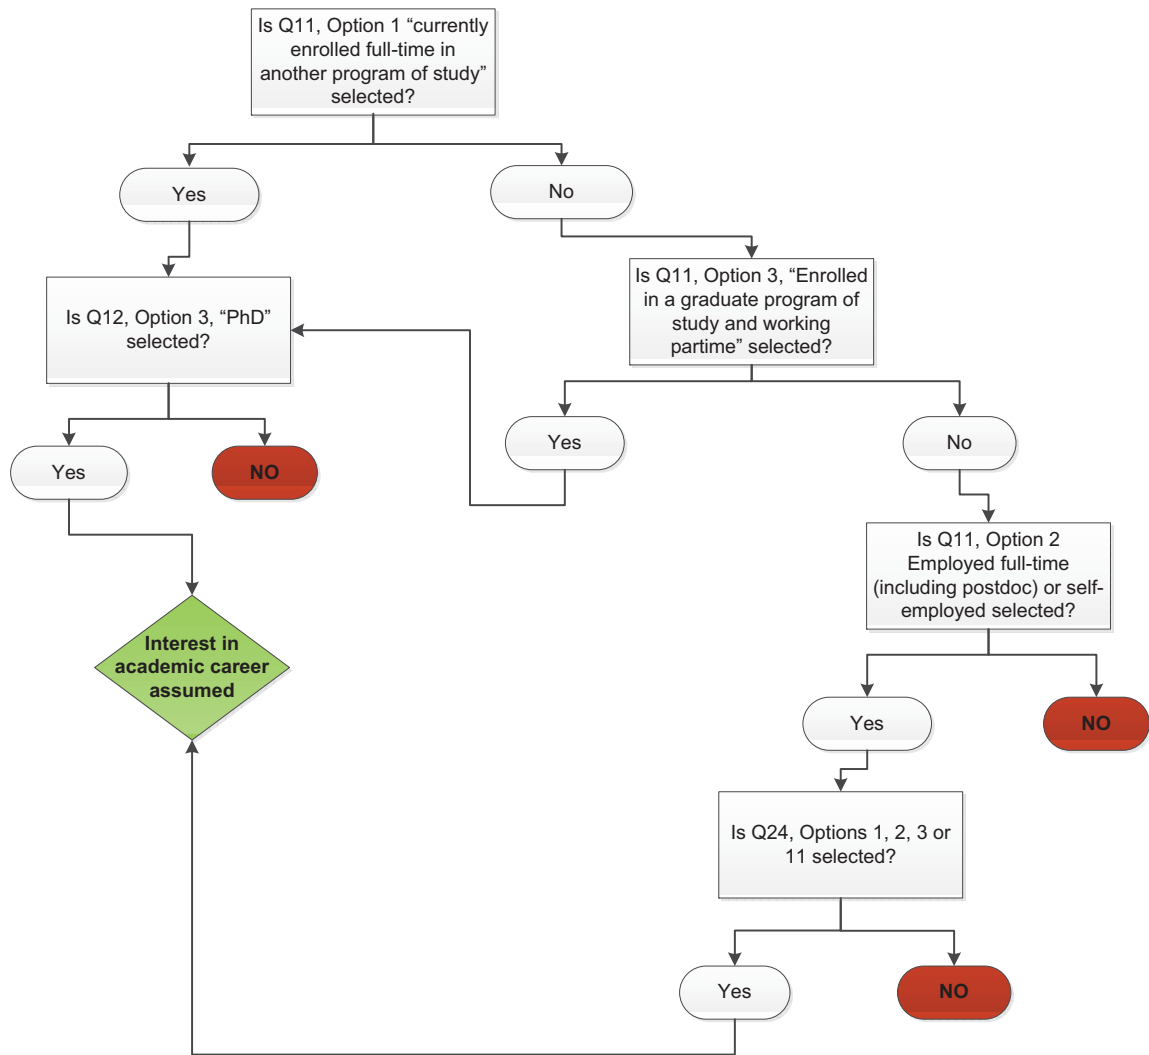 Is Q11, Option 1 “currently
enrolled full-time in
another program of study”
selected?
Yes
No
Is Q12, Option 3, “PhD”
selected?
Is Q11, Option 3, “Enrolled
in a graduate program of
study and working
partime” selected?
Yes
NO
Yes
No
Is Q11, Option 2
Employed full-time
(including postdoc) or self-
employed selected?
Interest in
academic career
assumed
Yes
NO
Is Q24, Options 1, 2, 3 or
11 selected?
Yes
NO